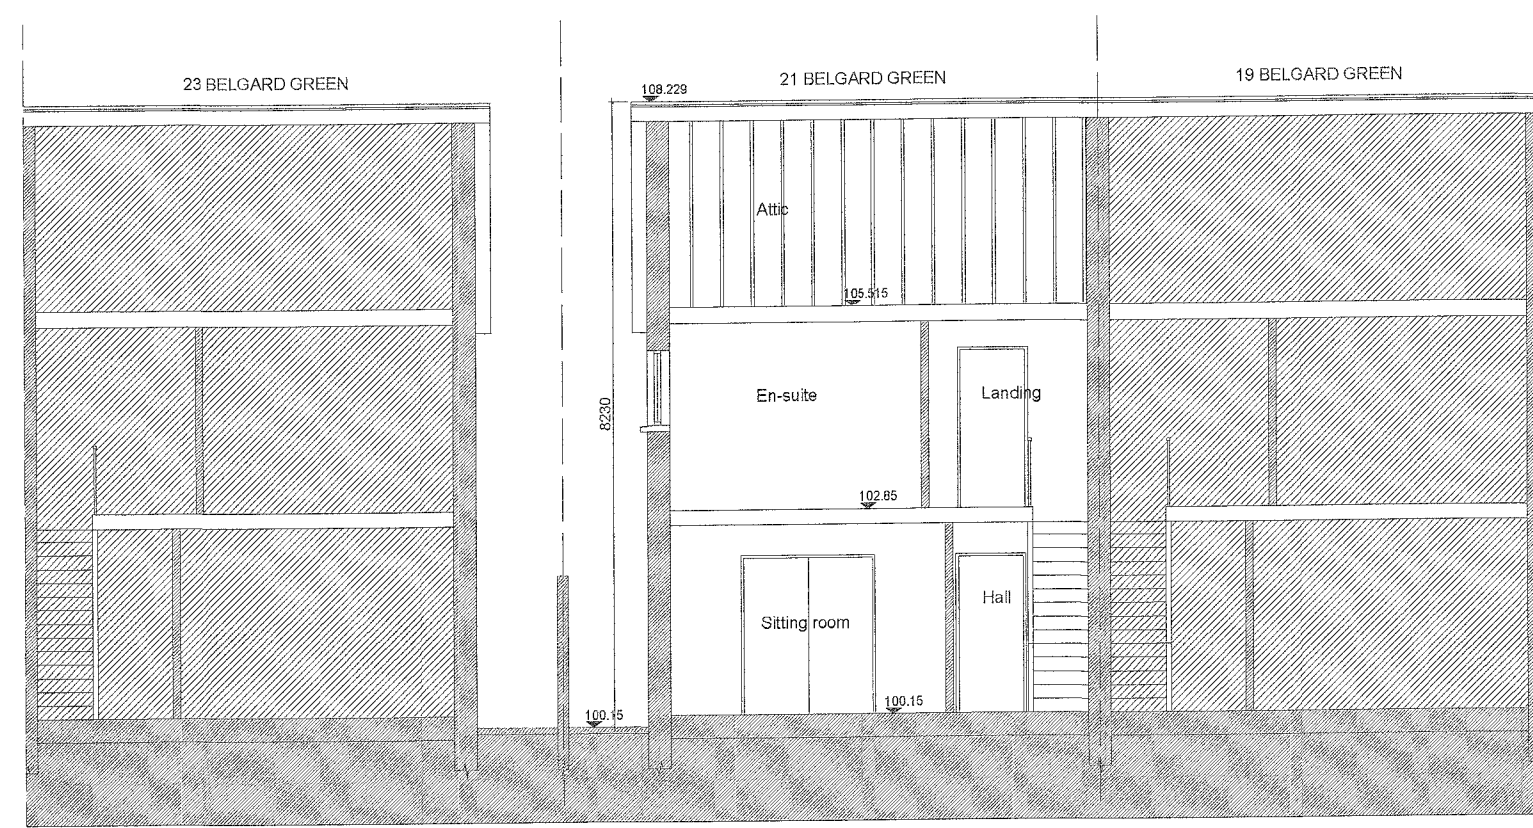 23 BELGARD GREEN
21 BELGARD GREEN
19 BELGARD GREEN
108.229
Attic
105.515
8230
En-suite
Landing
102.85
Sitting room
Hall
100.15
100.15